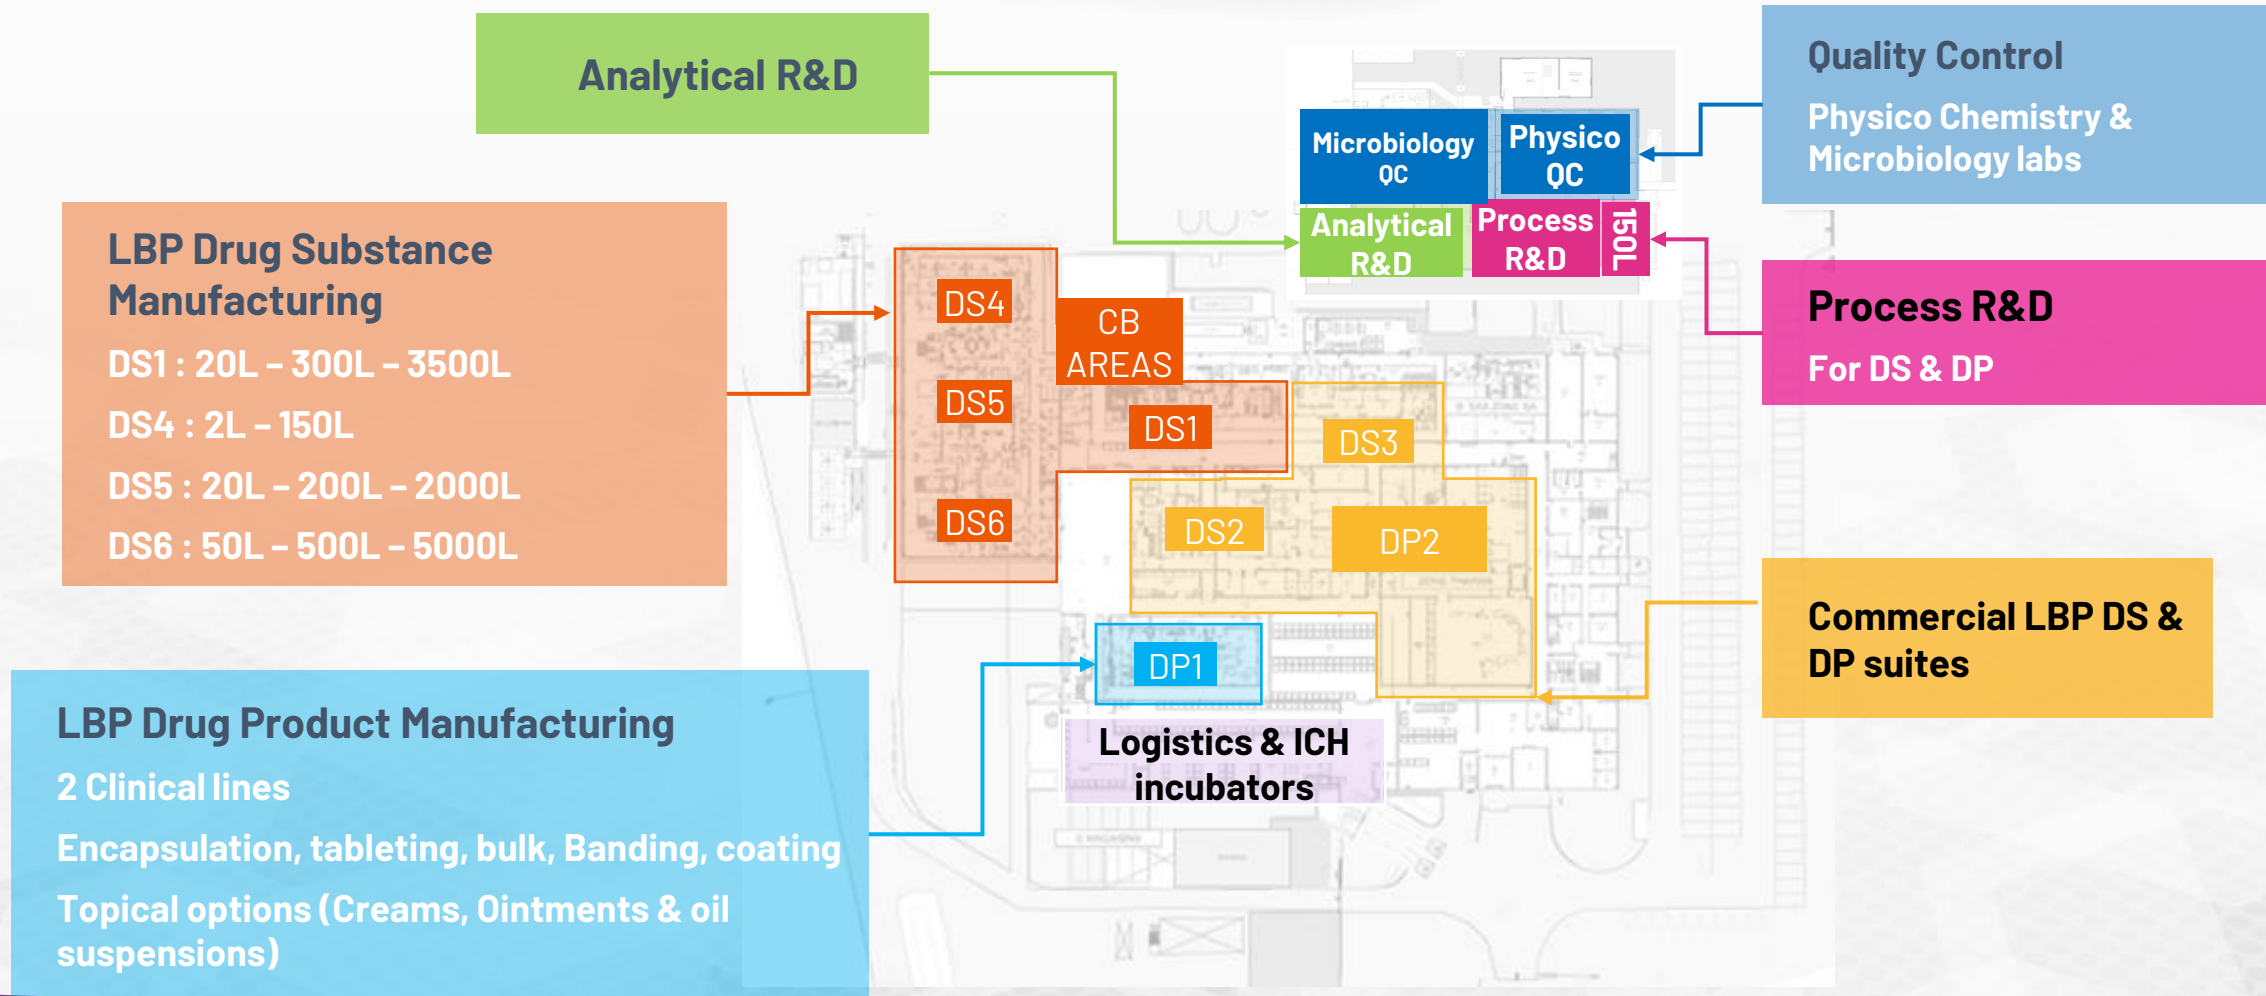 Analytical R&D
Quality Control
Physico Chemistry &
Microbiology labs
Microbiology
QC
Physico
QC
Analytical
R&D
Process
R&D
150L
LBP Drug Substance
Manufacturing
DS1 : 20L – 300L – 3500L
DS4 : 2L – 150L
DS5 : 20L – 200L – 2000L
DS6 : 50L – 500L – 5000L
Process R&D
For DS & DP
DS4
CB
AREAS
DS5
DS1
DS3
DS6
DS2
DP2
DP1
Commercial LBP DS &
DP suites
LBP Drug Product Manufacturing
2 Clinical lines
Encapsulation, tableting, bulk, Banding, coating
Topical options (Creams, Ointments & oil
suspensions)
Logistics & ICH
incubators